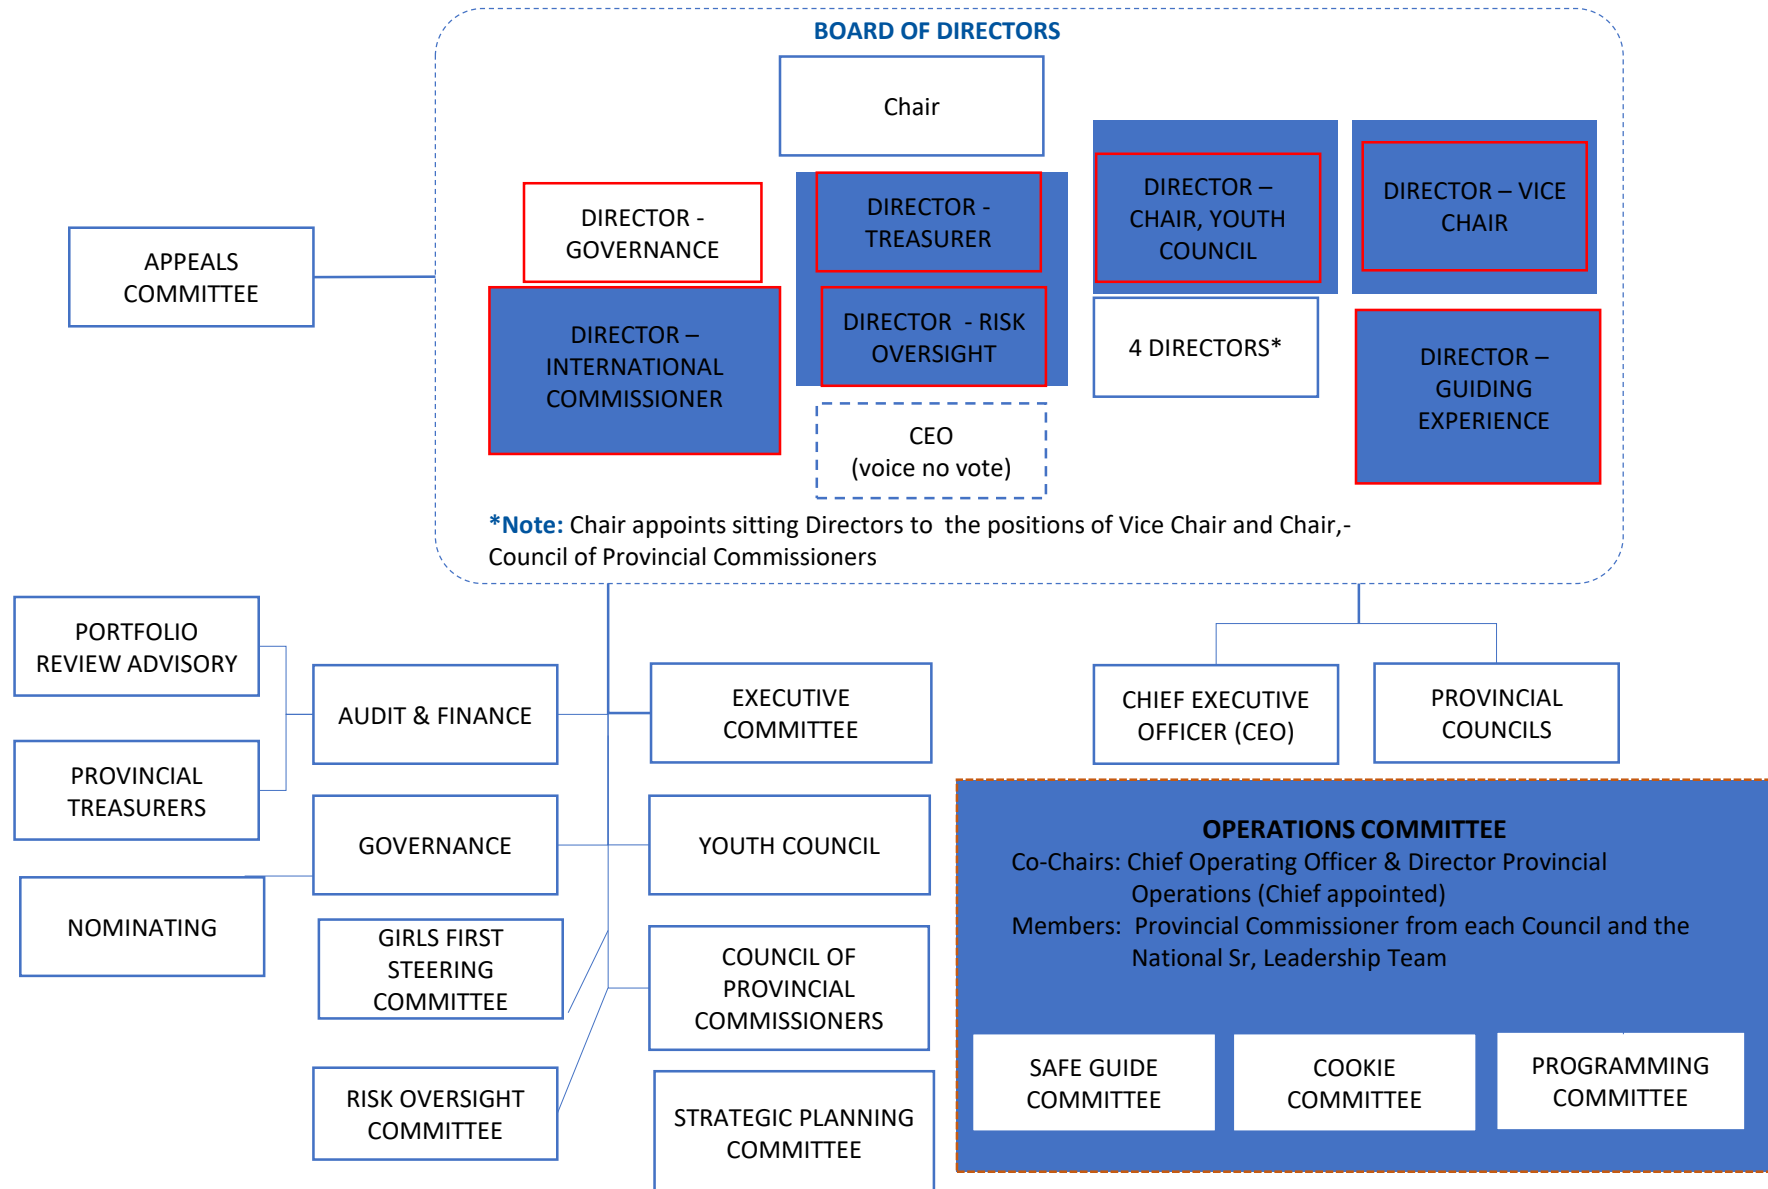 BOARD OF DIRECTORS
Chair
DIRECTOR -
GOVERNANCE
DIRECTOR -
TREASURER
DIRECTOR –
CHAIR, YOUTH
COUNCIL
DIRECTOR – VICE
CHAIR
APPEALS
COMMITTEE
DIRECTOR –
INTERNATIONAL
COMMISSIONER
DIRECTOR  - RISK
OVERSIGHT
4 DIRECTORS*
DIRECTOR –
GUIDING
EXPERIENCE
CEO
(voice no vote)
*Note: Chair appoints sitting Directors to  the positions of Vice Chair and Chair,-
Council of Provincial Commissioners
PORTFOLIO
REVIEW ADVISORY
AUDIT & FINANCE
EXECUTIVE
COMMITTEE
CHIEF EXECUTIVE
OFFICER (CEO)
PROVINCIAL
COUNCILS
PROVINCIAL
TREASURERS
GOVERNANCE
YOUTH COUNCIL
NOMINATING
GIRLS FIRST
STEERING
COMMITTEE
COUNCIL OF
PROVINCIAL
COMMISSIONERS
RISK OVERSIGHT
COMMITTEE
STRATEGIC PLANNING
COMMITTEE
OPERATIONS COMMITTEE
Co-Chairs: Chief Operating Officer & Director Provincial
Operations (Chief appointed)
Members:  Provincial Commissioner from each Council and the
National Sr, Leadership Team
SAFE GUIDE
COMMITTEE
COOKIE
COMMITTEE
PROGRAMMING
COMMITTEE